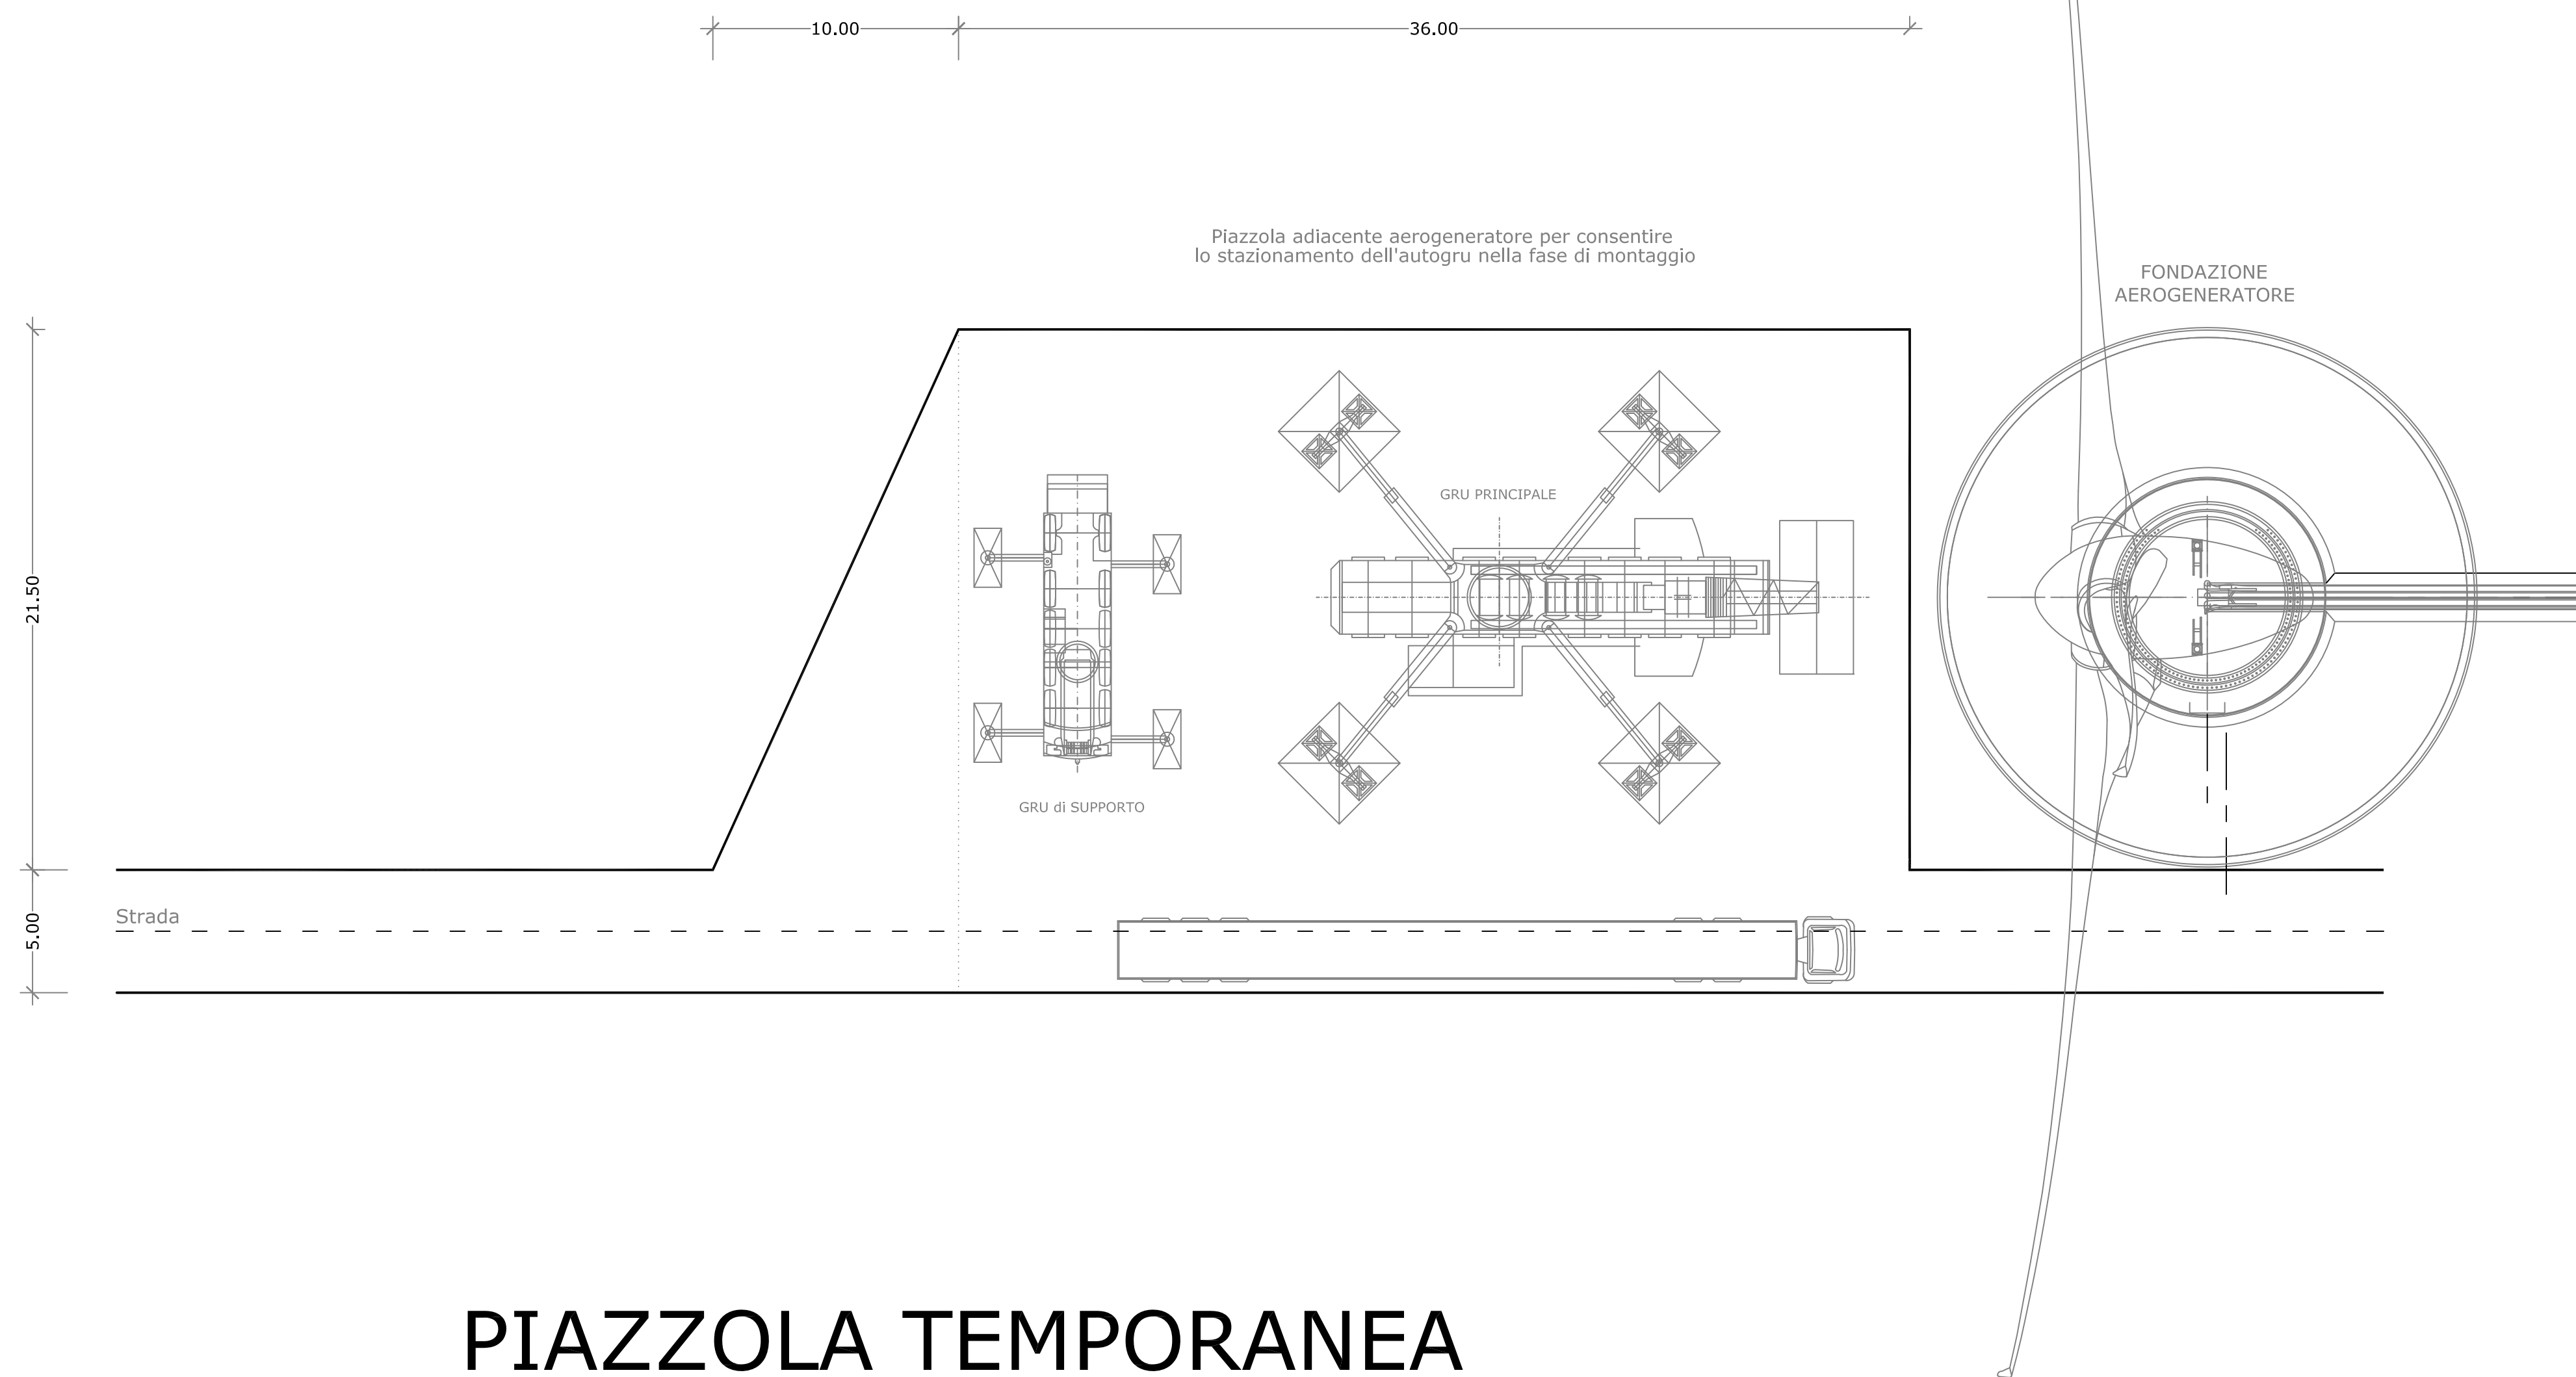 10.00
36.00
Piazzola adiacente aerogeneratore per consentire
lo stazionamento dell'autogru nella fase di montaggio
FONDAZIONE
AEROGENERATORE
GRU PRINCIPALE
21.50
GRU di SUPPORTO
Strada
5.00
PIAZZOLA TEMPORANEA